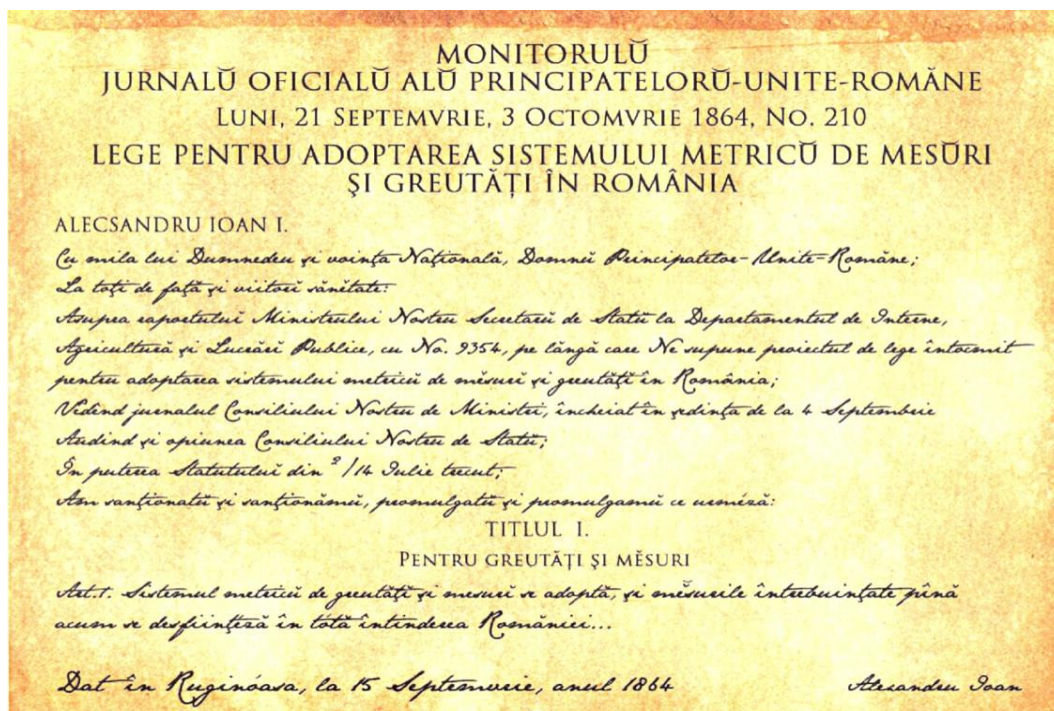 MONITORULŬ
JURNALŬ OFICIALŬ ALŬ PRINCIPATELORŬ-UNITE-ROMĂNE
LUNI, 21 SEPTEMVRIE, 3 OCTOMVRIE 1864, NO. 210
LEGE PENTRU ADOPTAREA SISTEMULUI METRICŬ DE MESŬRI
ŞI GREUTĂŢI ÎN ROMÂNIA
ALECSANDRU IOAN I.
Cu mila lui Dumnedeu şi voinţa Naţională, Domnŭ Principatelor-Unite-Române;
La toţi de faţă şi viitori sănĕtate:
Asupra raportului Ministrului Nostru Secretarŭ de Statŭ la Departamentul de Interne,
Agricultură şi Lucrări Publice, cu No. 9354, pe lângă care Ne supune proiectul de lege întocmit
pentru adoptarea sistemului metricŭ de mĕsuri şi greutăţi în România;
Vĕdĕnd jurnalul Consiliului Nostru de Miniştri, încheiat în şedinţa de la 4 Septembrie
Audind şi opiunea Consiliului Nostru de Statŭ;
În puterea Statutului din 2/14 Iulie trecut;
Am sanţionatŭ şi sanţionămŭ, promulgatŭ şi promulgamŭ ce urméză:
TITLUL I.
PENTRU GREUTĂŢI ŞI MĔSURI
Art.1. Sistemul metricŭ de greutăţi şi mesuri se adoptă, şi mĕsurile întrebuinţate pînă
acum se desfiinţéză în totă întinderea României...
Dat în Ruginóasa, la 15 Septemvrie, anul 1864
Alexandru Ioan